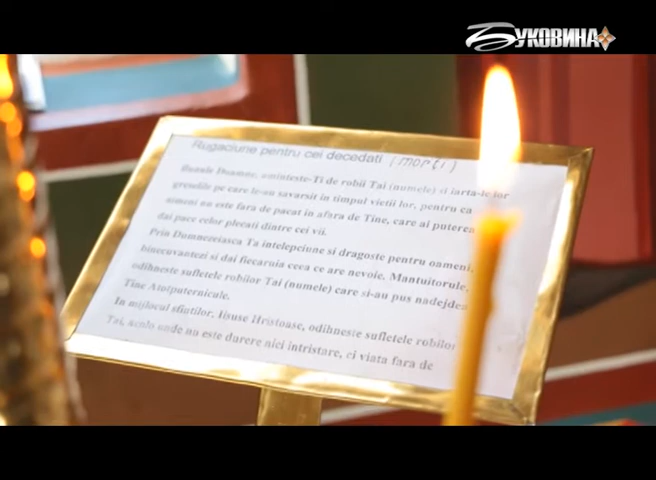 БУКОВИНА
Rugaciune pentru cei decedati (morți)
Bunule Doamne, aminteste-Ti de robii Tai (numele) si iarta-le lor
greselile pe care le-au savarsit in timpul vietii lor, pentru ca
nimeni nu este fara de pacat in afara de Tine, care ai puterea
dai pace celor plecati dintre cei vii.
Prin Dumnezeiasca Ta intelepciune si dragoste pentru oameni,
binecuvantezi si dai fiecaruia ceea ce are nevoie. Mantuitorule,
odihneste sufletele robilor Tai (numele) care si-au pus nadejdea
Tine Atotputernicule.
In mijlocul sfintilor, Iisuse Hristoase, odihneste sufletele robilor
Tai, acolo unde nu este durere nici intristare, ci viata fara de